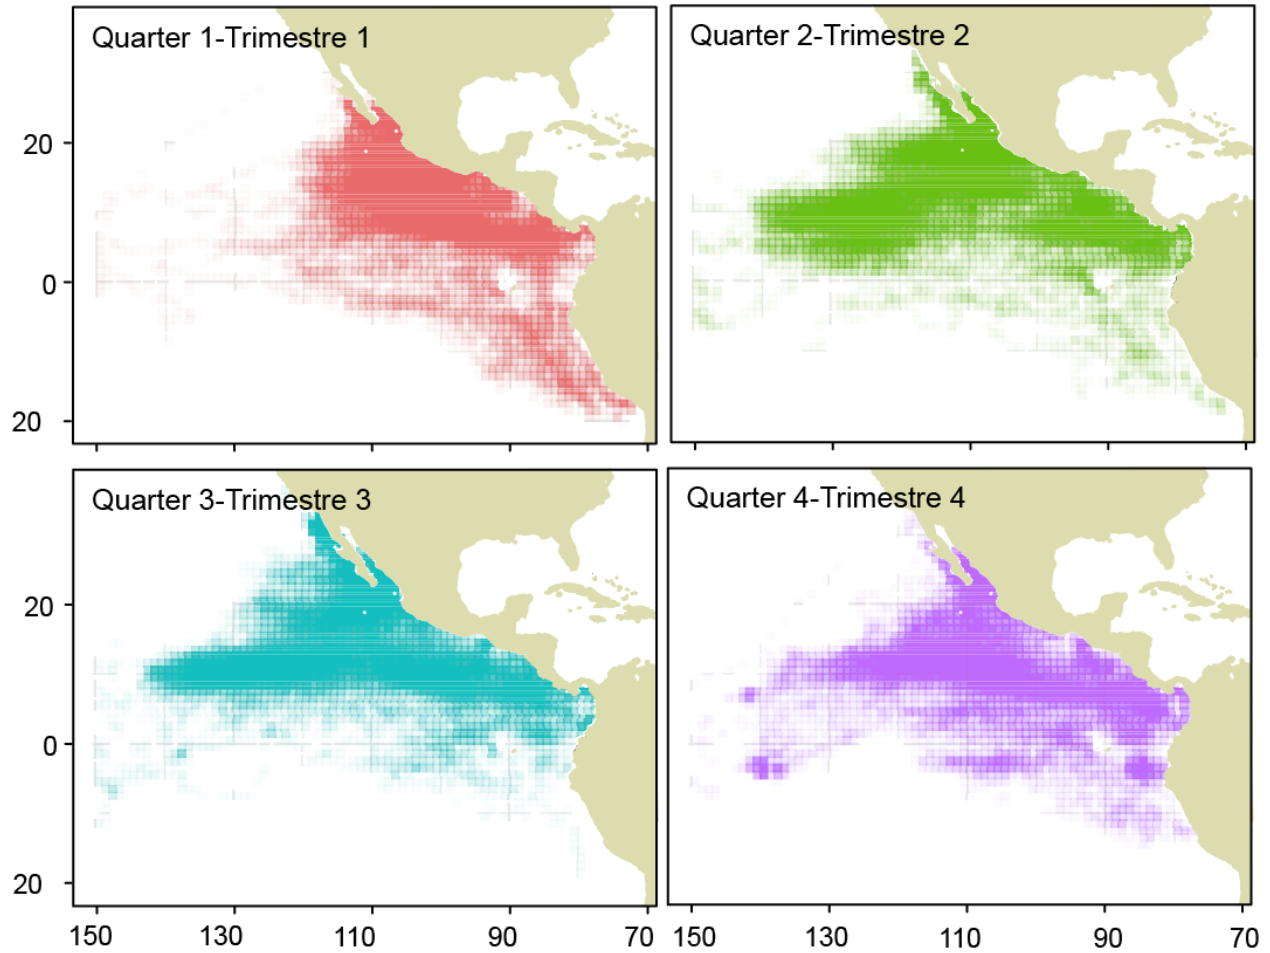 Quarter 1-Trimestre 1
Quarter 2-Trimestre 2
20
0
20
Quarter 3-Trimestre 3
Quarter 4-Trimestre 4
20
0
20
150 130 110 90 70 150 130 110 90 70